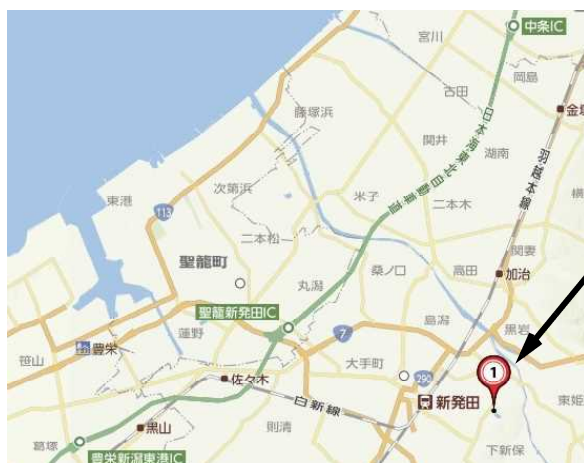 中条IC
宮川
岡島
古田
金塚
藤塚浜
日本海東北自動車道
関井
湖南
羽越本線
次第浜
米子
二本木
東港
113
二本松
関妻
聖籠町
丸潟
桑ノ口
高田
加治
聖籠新発田IC
7
島潟
黒岩
蓮野
豊栄
笹山
大手町
290
1
佐々木
白新線
新発田
東姫
黒山
則清
下新保
葛塚
豊栄新潟東港IC